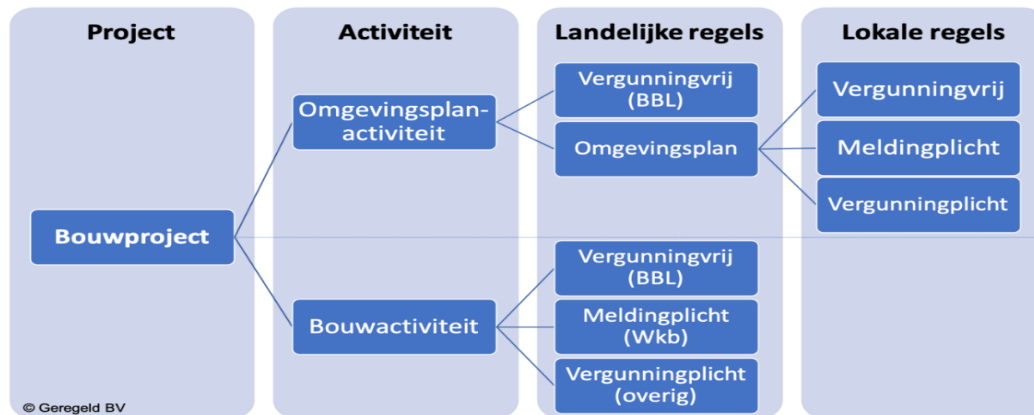 Project
Activiteit
Landelijke regels
Lokale regels
Bouwproject
Omgevingsplan-
activiteit
Bouwactiviteit
Vergunningvrij
(BBL)
Omgevingsplan
Vergunningvrij
(BBL)
Meldingplicht
(Wkb)
Vergunningplicht
(overig)
Vergunningvrij
Meldingplicht
Vergunningplicht
© Geregeld BV